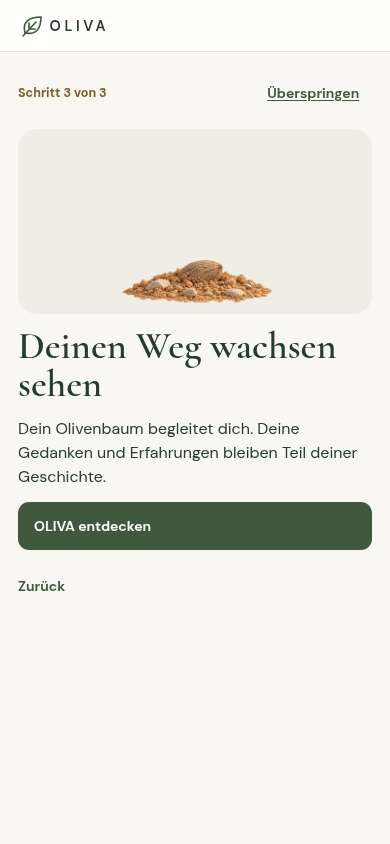 OLIVA
Schritt 3 von 3
Überspringen
Deinen Weg wachsen
sehen
Dein Olivenbaum begleitet dich. Deine
Gedanken und Erfahrungen bleiben Teil deiner
Geschichte.
OLIVA entdecken
Zurück